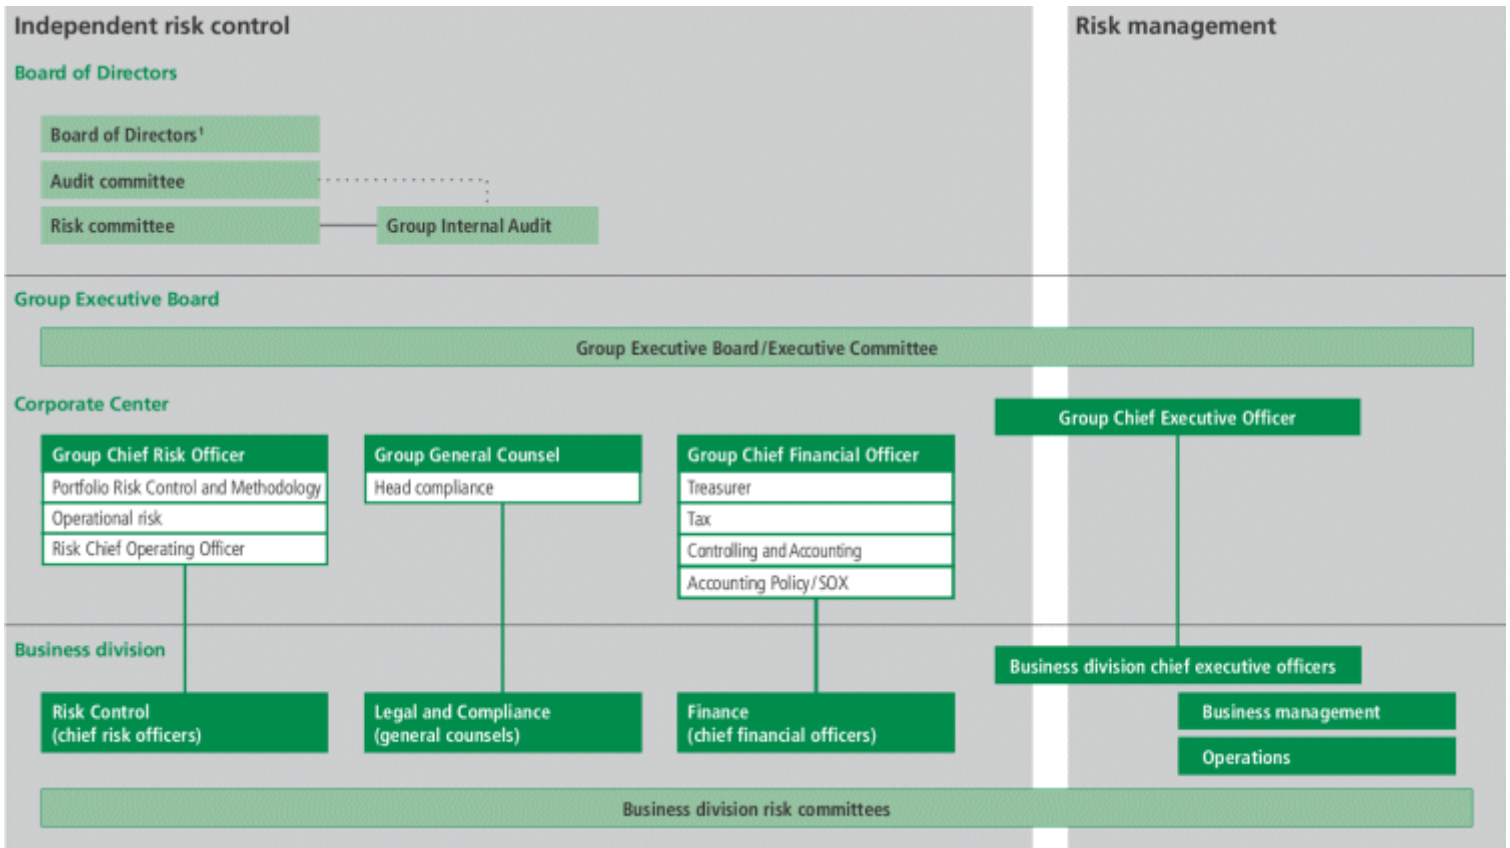 Independent risk control
Risk management
Board of Directors
Board of Directors¹
Audit committee
Risk committee
Group Internal Audit
Group Executive Board
Group Executive Board/Executive Committee
Corporate Center
Group Chief Executive Officer
Group Chief Risk Officer
Portfolio Risk Control and Methodology
Operational risk
Risk Chief Operating Officer
Group General Counsel
Head compliance
Group Chief Financial Officer
Treasurer
Tax
Controlling and Accounting
Accounting Policy/SOX
Business division
Business division chief executive officers
Risk Control
(chief risk officers)
Legal and Compliance
(general counsels)
Finance
(chief financial officers)
Business management
Operations
Business division risk committees